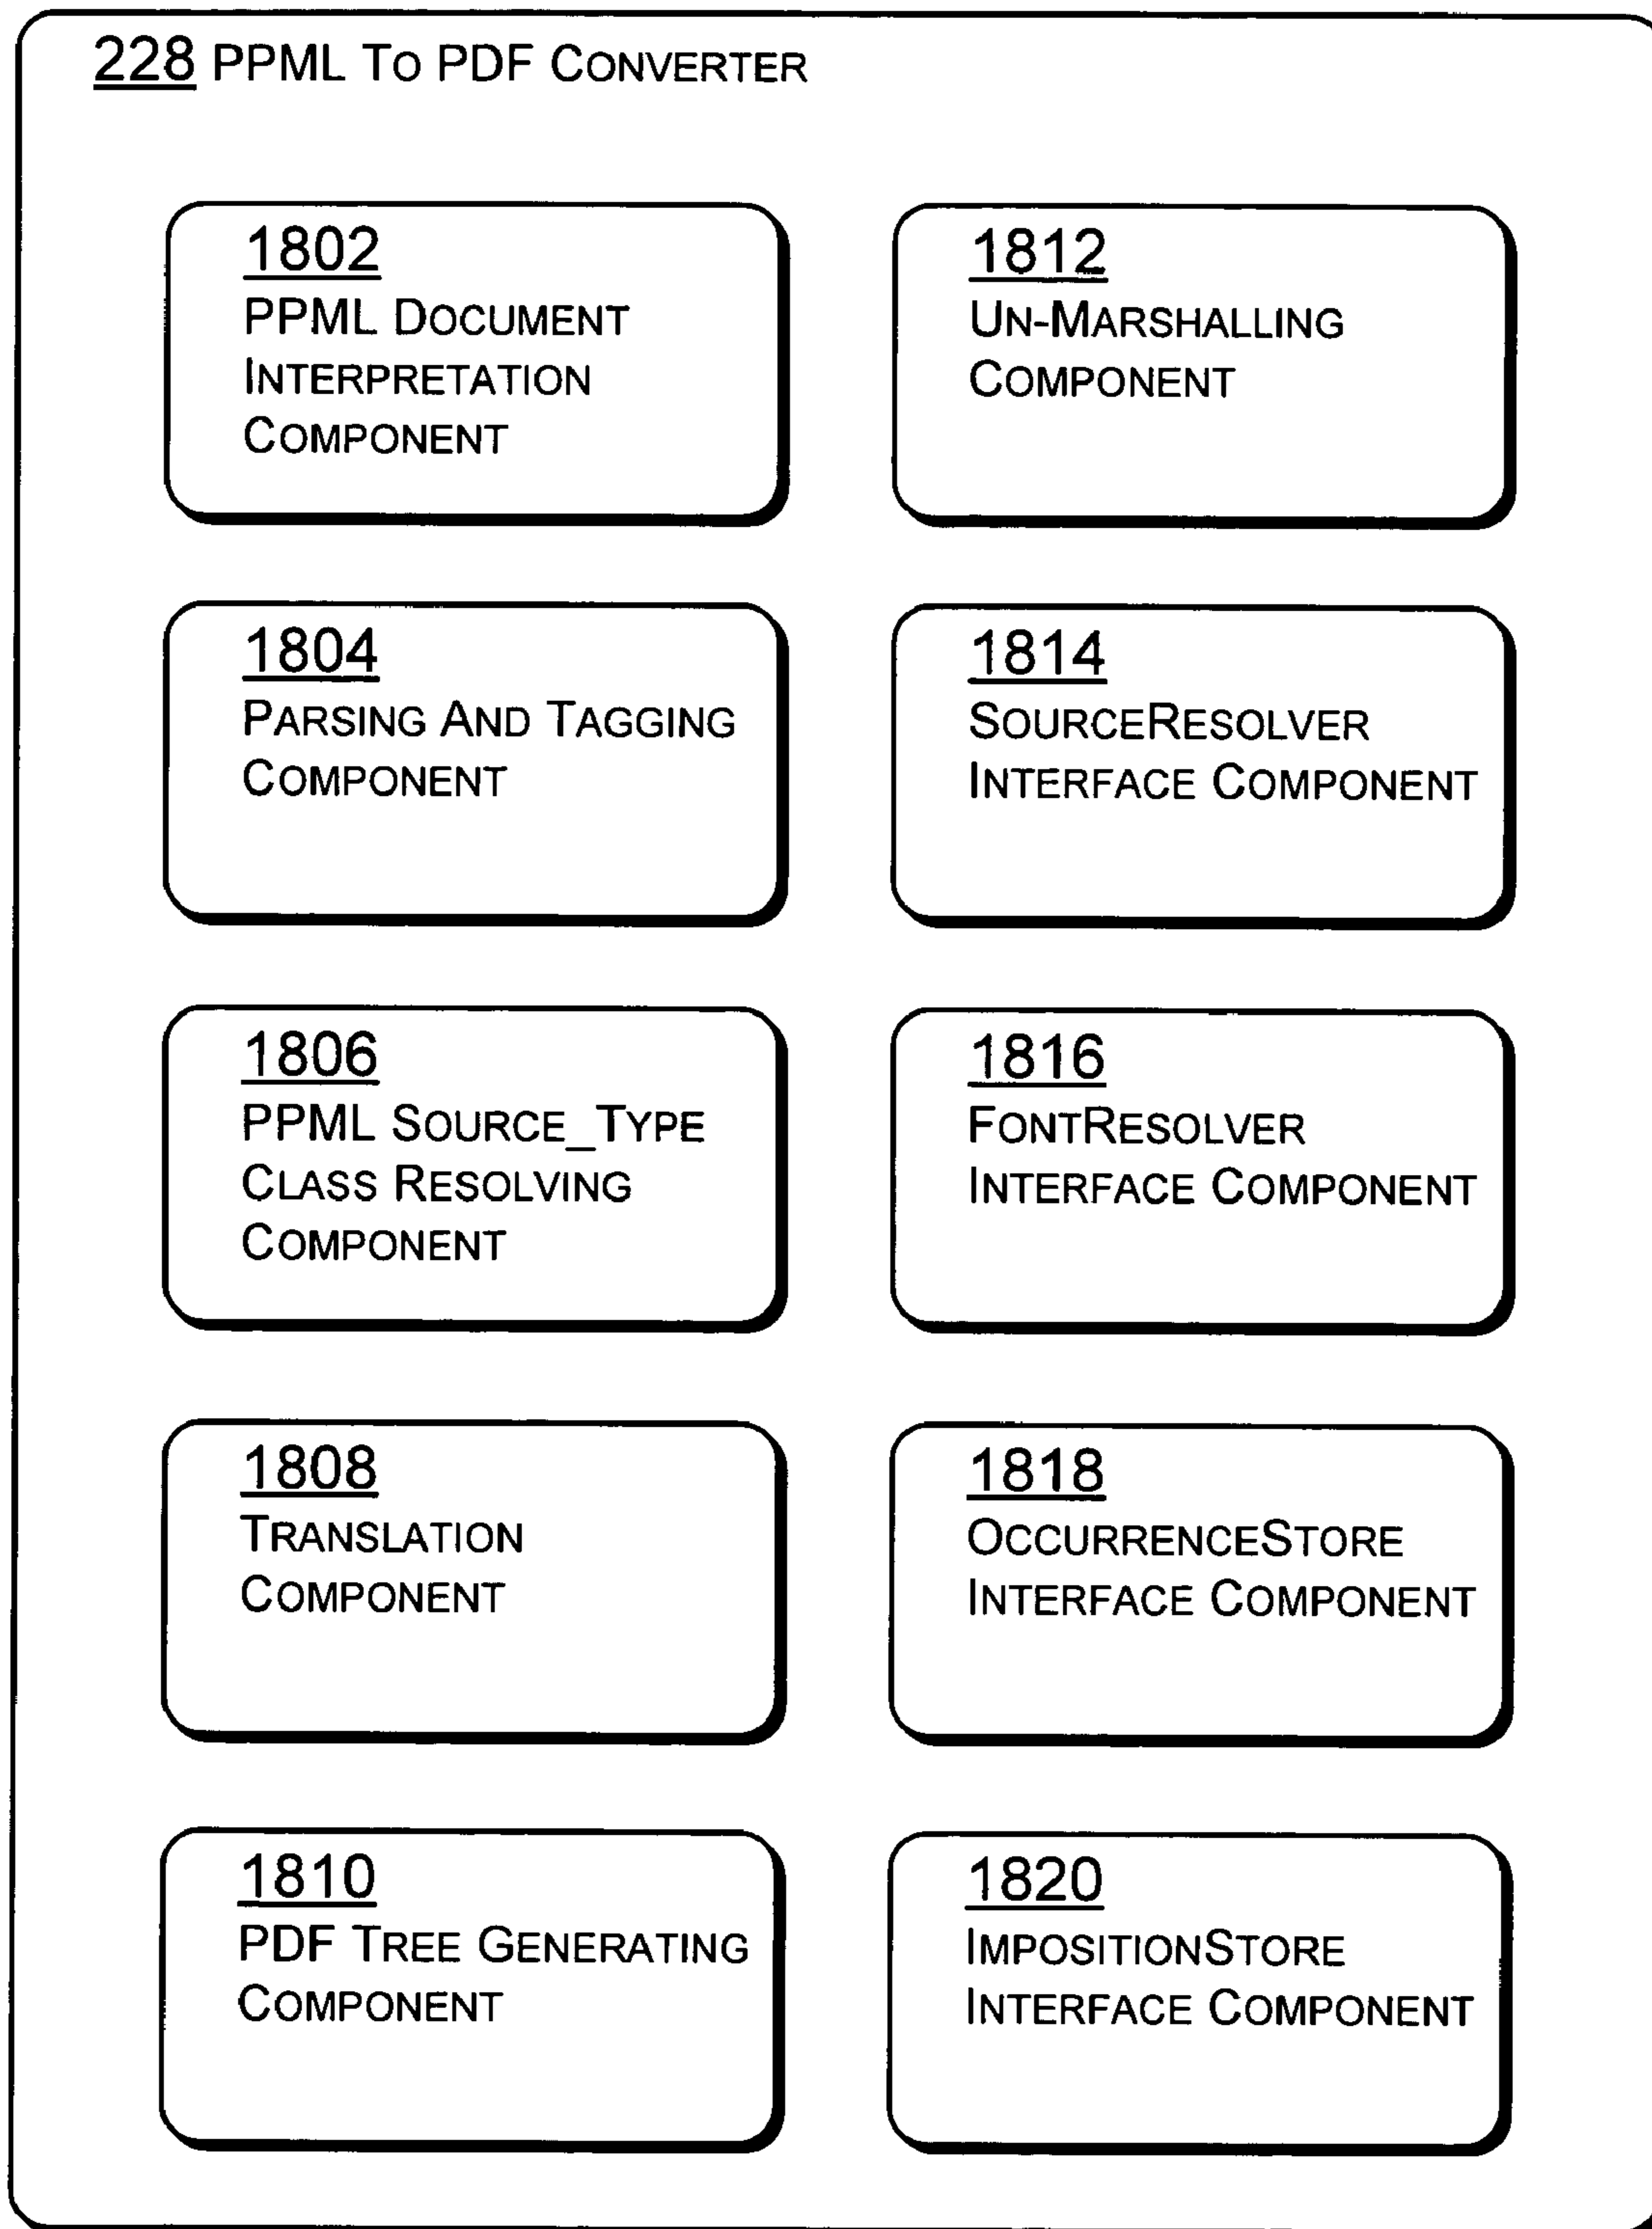 228 PPML TO PDF CONVERTER
1802
PPML DOCUMENT
INTERPRETATION
COMPONENT
1804
PARSING AND TAGGING
COMPONENT
1806
PPML SOURCE_TYPE
CLASS RESOLVING
COMPONENT
1808
TRANSLATION
COMPONENT
1810
PDF TREE GENERATING
COMPONENT
1812
UN-MARSHALLING
COMPONENT
1814
SOURCERESOLVER
INTERFACE COMPONENT
1816
FONTRESOLVER
INTERFACE COMPONENT
1818
OCCURRENCESTORE
INTERFACE COMPONENT
1820
IMPOSITIONSTORE
INTERFACE COMPONENT